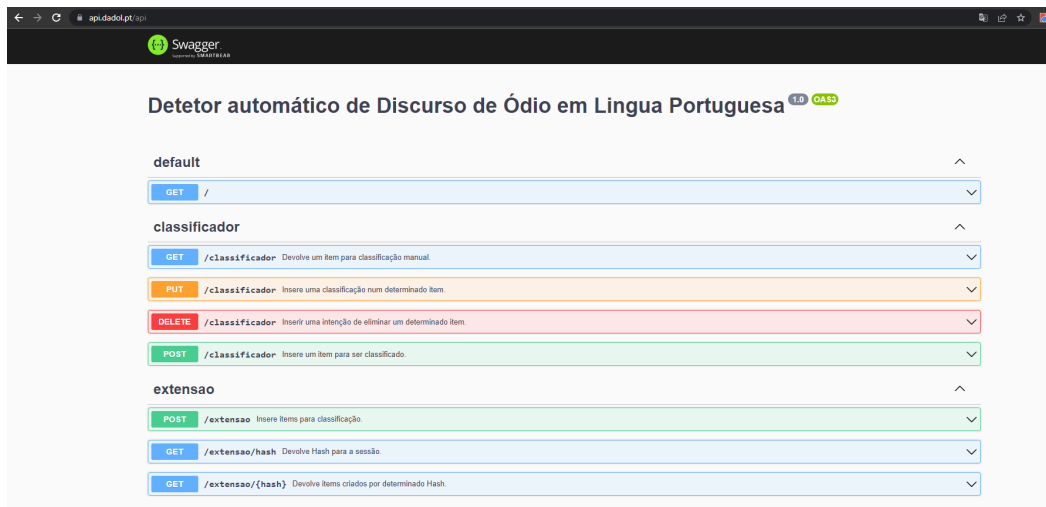 api.dadol.pt/api
Swagger.
Supported by SMARTBEAR
Detetor automático de Discurso de Ódio em Lingua Portuguesa 1.0 OAS3
default
GET /
classificador
GET /classificador Devolve um item para classificação manual.
PUT /classificador Insere uma classificação num determinado item.
DELETE /classificador Inserir uma intenção de eliminar um determinado item.
POST /classificador Insere um item para ser classificado.
extensao
POST /extensao Insere items para classificação.
GET /extensao/hash Devolve Hash para a sessão.
GET /extensao/{hash} Devolve items criados por determinado Hash.